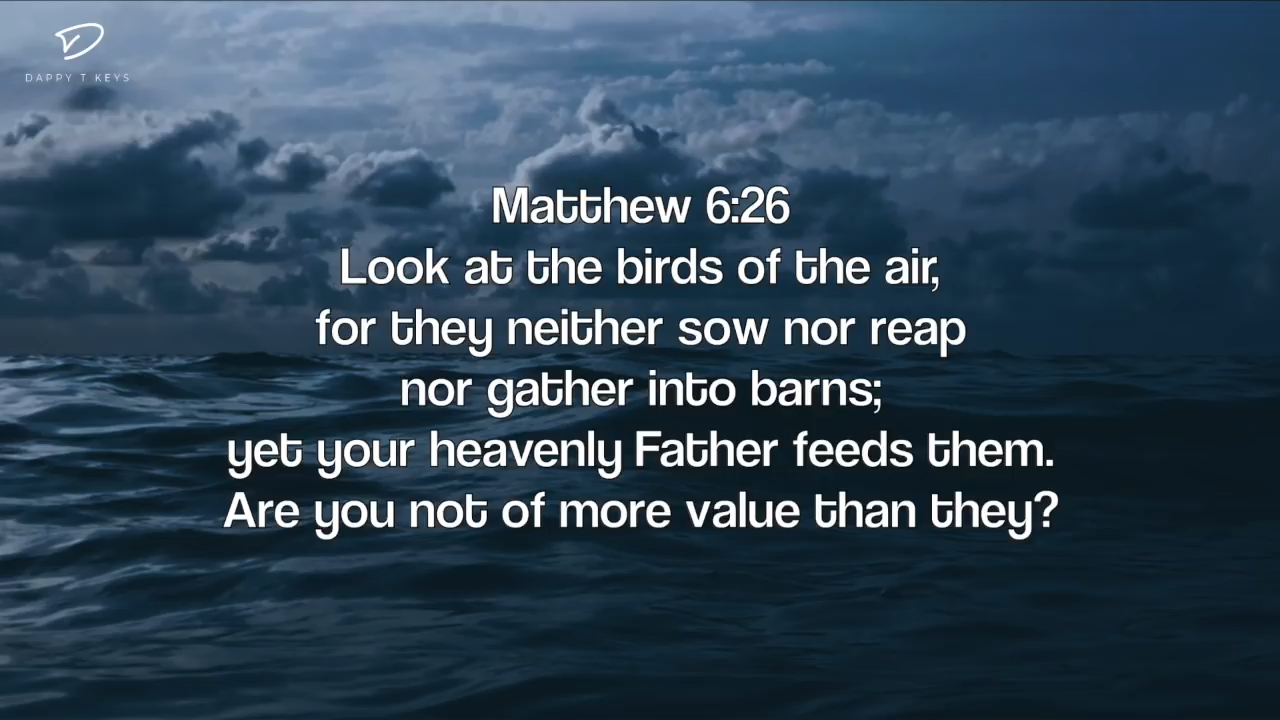 DAPPY T KEYS
Matthew 6:26
Look at the birds of the air,
for they neither sow nor reap
nor gather into barns;
yet your heavenly Father feeds them.
Are you not of more value than they?